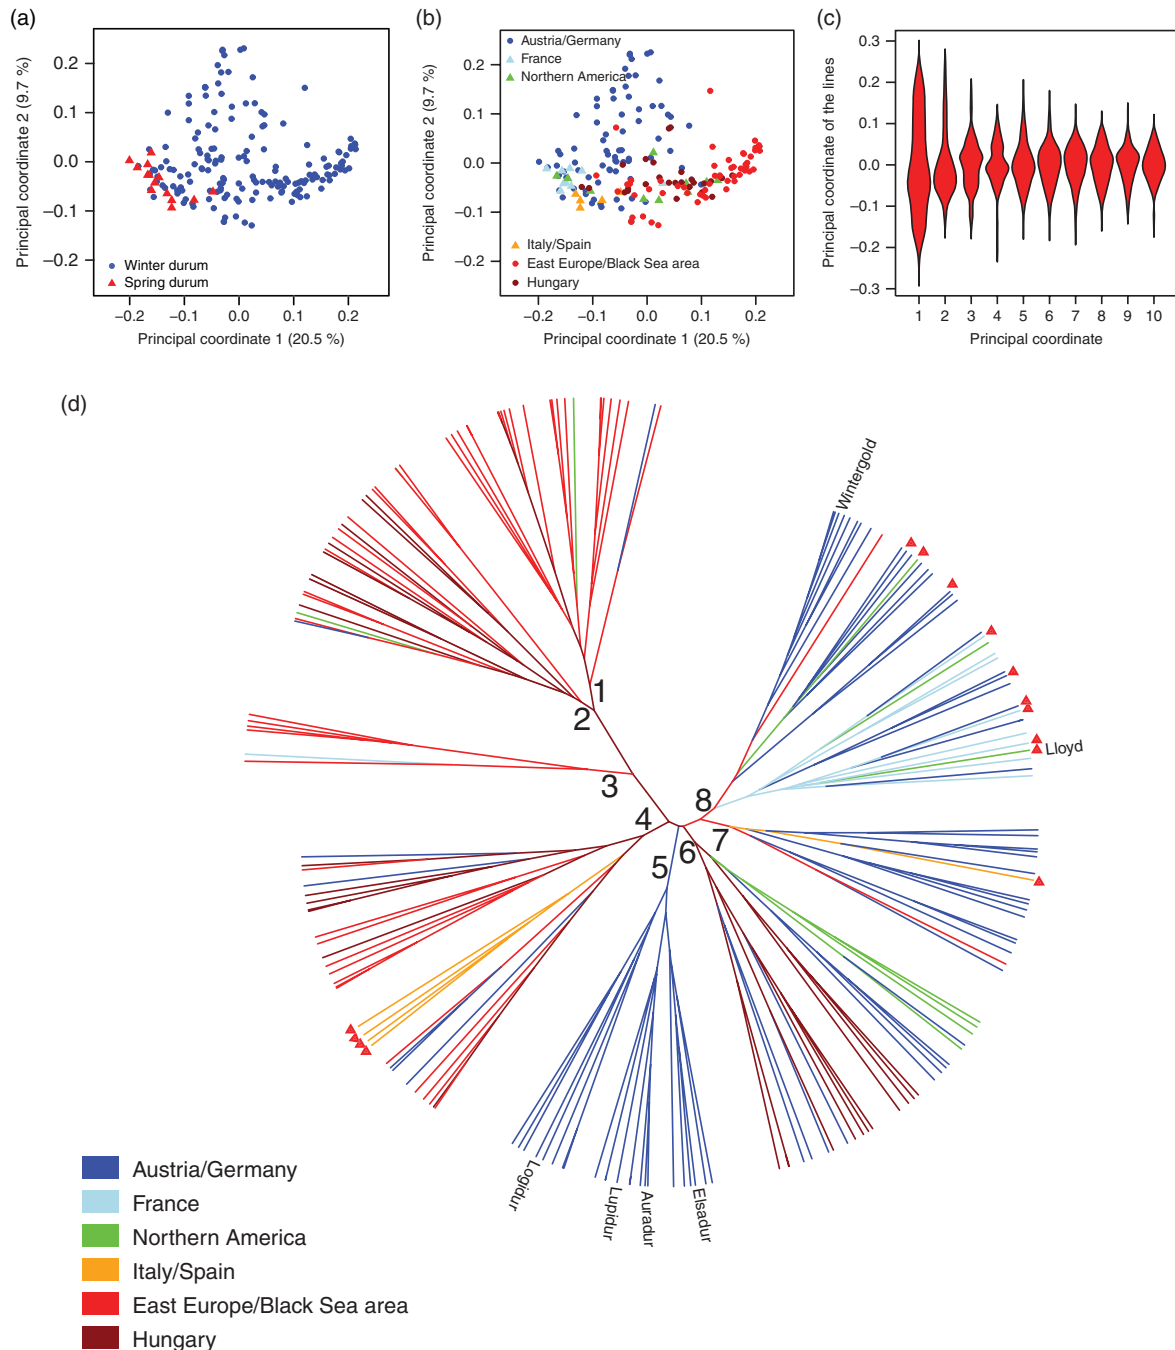 (a)
0.2
0.1
0.0
−0.1
−0.2
Principal coordinate 2 (9.7 %)
Winter durum
Spring durum
−0.2
−0.1
0.0
0.1
0.2
Principal coordinate 1 (20.5 %)
(b)
0.2
0.1
0.0
−0.1
−0.2
Principal coordinate 2 (9.7 %)
Austria/Germany
France
Northern America
Italy/Spain
East Europe/Black Sea area
Hungary
−0.2
−0.1
0.0
0.1
0.2
Principal coordinate 1 (20.5 %)
(c)
0.3
0.2
0.1
0.0
−0.1
−0.2
−0.3
Principal coordinate of the lines
1 2 3 4 5 6 7 8 9 10
Principal coordinate
(d)
Wintergold
Lloyd
1
2
3
4
5
6
7
8
Logidur
Lupidur
Auradur
Elsadur
Austria/Germany
France
Northern America
Italy/Spain
East Europe/Black Sea area
Hungary